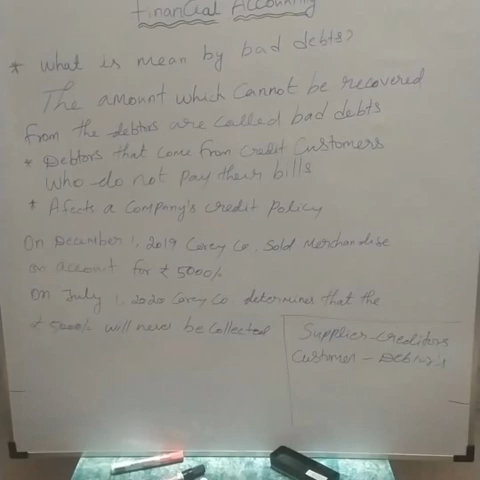 Financial Accounting
* What is mean by bad debts?
The amount which cannot be recovered
from the debtors are called bad debts
* Debtors that come from credit customers
who do not pay their bills
* Afects a company's credit policy
On December 1, 2019 Corey Co. Sold Merchandise
on account for ₹ 5000/-
On July 1, 2020 Corey Co. determines that the
₹ 5000/- will never be collected
Supplier - creditors
Customer - Debtor's